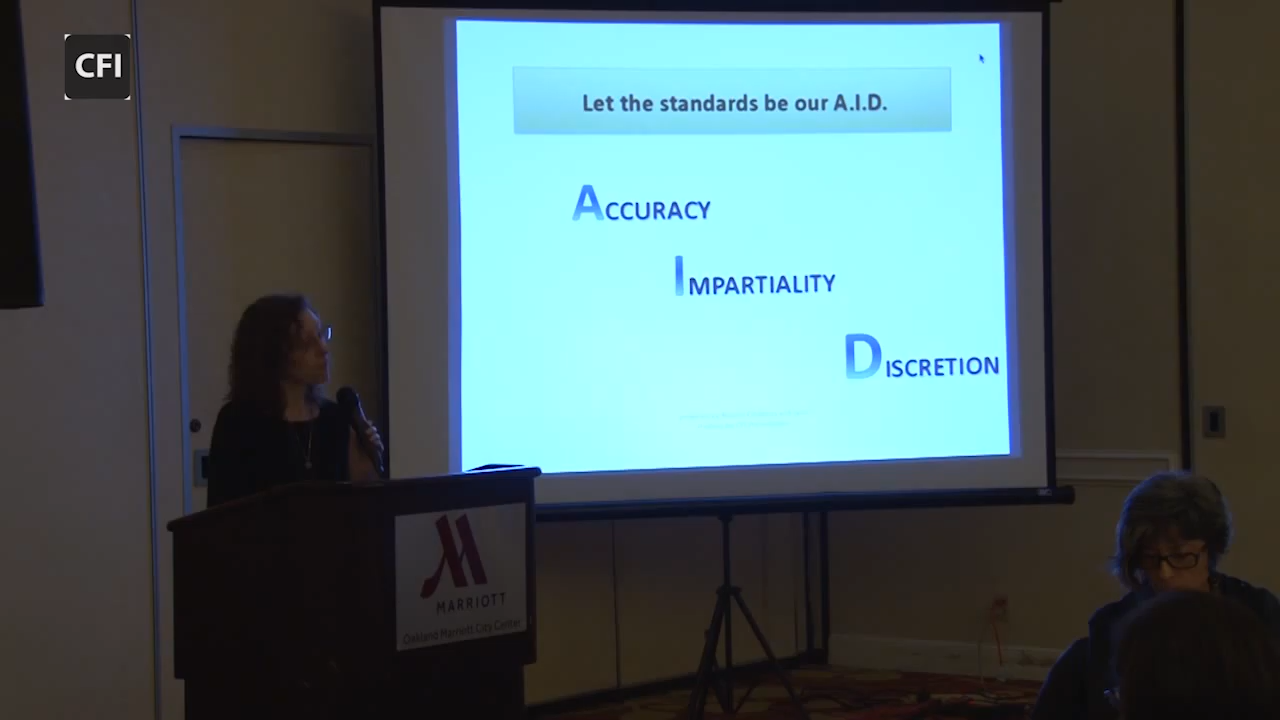 CFI
Let the standards be our A.I.D.
ACCURACY
IMPARTIALITY
DISCRETION
MARRIOTT
Oakland Marriott City Center